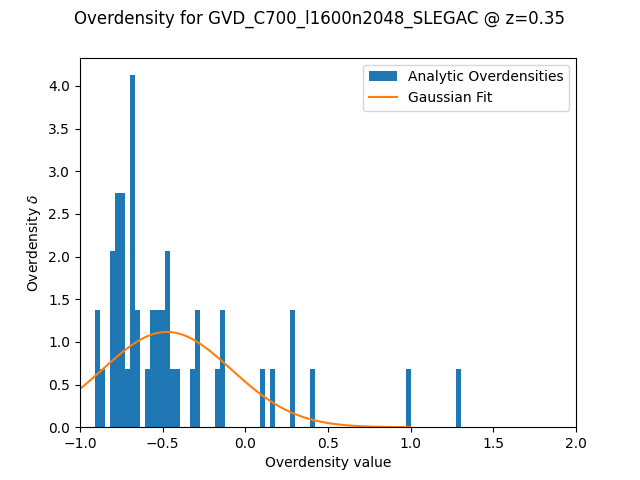 Overdensity for GVD_C700_l1600n2048_SLEGAC @ z=0.35
Analytic Overdensities
Gaussian Fit
Overdensity δ
4.0
3.5
3.0
2.5
2.0
1.5
1.0
0.5
0.0
−1.0 −0.5 0.0 0.5 1.0 1.5 2.0
Overdensity value